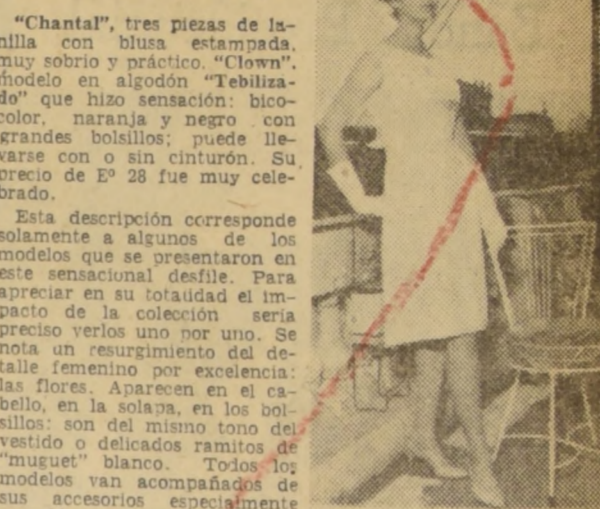 "Chantal", tres piezas de la-
nilla con blusa estampada,
muy sobrio y práctico. "Clown",
modelo en algodón "Tebiliza-
do" que hizo sensación: bico-
color, naranja y negro con
grandes bolsillos; puede lle-
varse con o sin cinturón. Su
precio de Eº 28 fue muy cele-
brado.
Esta descripción corresponde
solamente a algunos de los
modelos que se presentaron en
este sensacional desfile. Para
apreciar en su totalidad el im-
pacto de la colección sería
preciso verlos uno por uno. Se
nota un resurgimiento del de-
talle femenino por excelencia:
las flores. Aparecen en el ca-
bello, en la solapa, en los bol-
sillos: son del mismo tono del
vestido o delicados ramitos de
"muguet" blanco. Todos los
modelos van acompañados de
sus accesorios especialmente